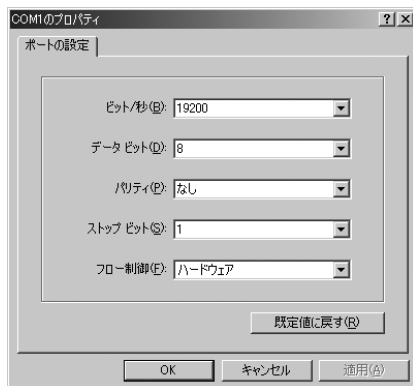 COM1のプロパティ
ポートの設定
ビット/秒(B): 19200
データ ビット(D): 8
パリティ(P): なし
ストップ ビット(S): 1
フロー制御(F): ハードウェア
既定値に戻す(R)
OK キャンセル 適用(A)